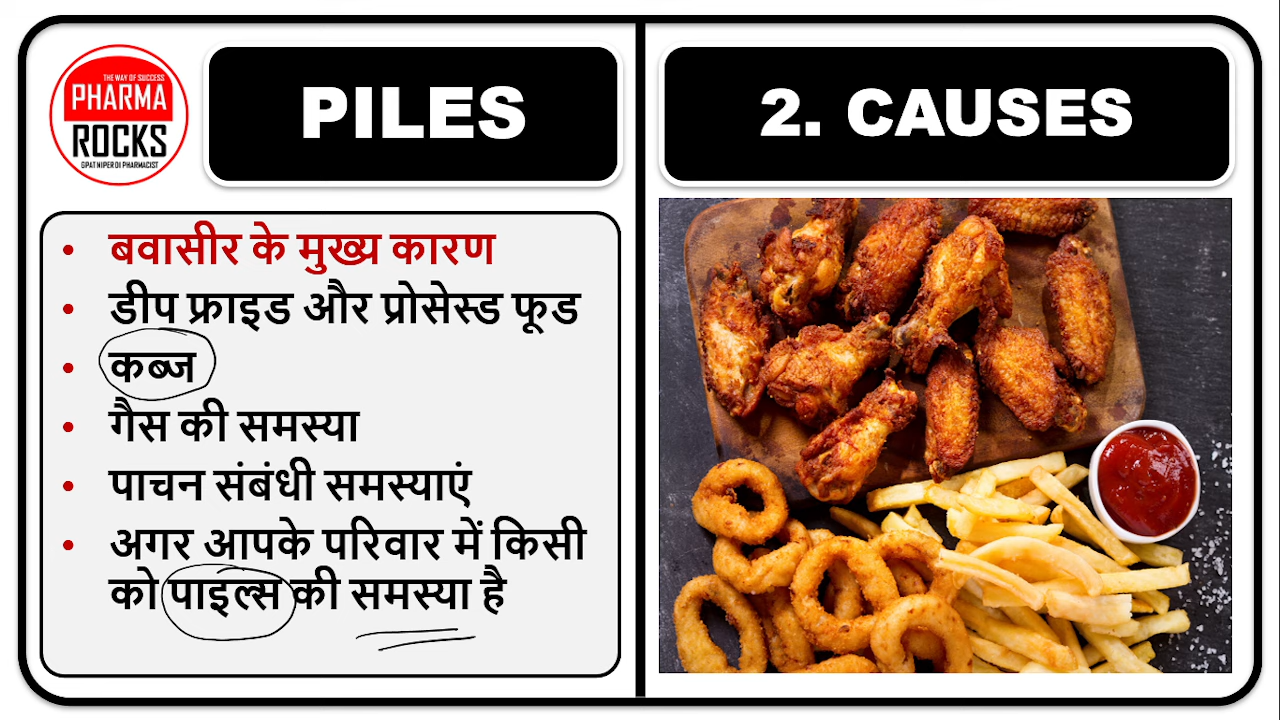 THE WAY OF SUCCESS
PHARMA
ROCKS
GPAT NIPER DI PHARMACIST
PILES
2. CAUSES
• बवासीर के मुख्य कारण
• डीप फ्राइड और प्रोसेस्ड फूड
• कब्ज
• गैस की समस्या
• पाचन संबंधी समस्याएं
• अगर आपके परिवार में किसी
को पाइल्स की समस्या है